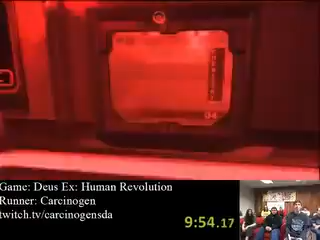 Game: Deus Ex: Human Revolution
Runner: Carcinogen
twitch.tv/carcinogensda
9:54.17